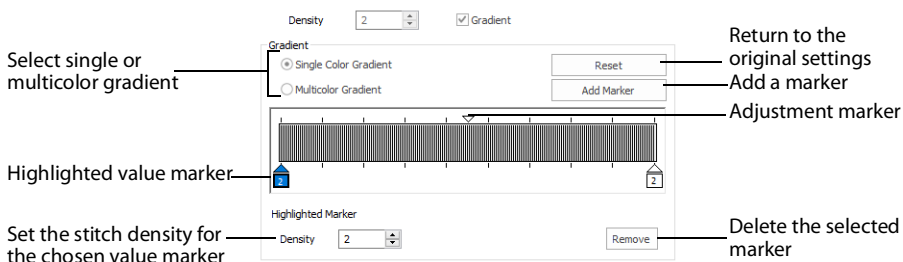 Density 2 Gradient
Gradient
Select single or
multicolor gradient
Single Color Gradient
Multicolor Gradient
Reset
Add Marker
Return to the
original settings
Add a marker
Adjustment marker
Highlighted value marker
2
2
Highlighted Marker
Set the stitch density for
the chosen value marker
Density 2
Remove
Delete the selected
marker